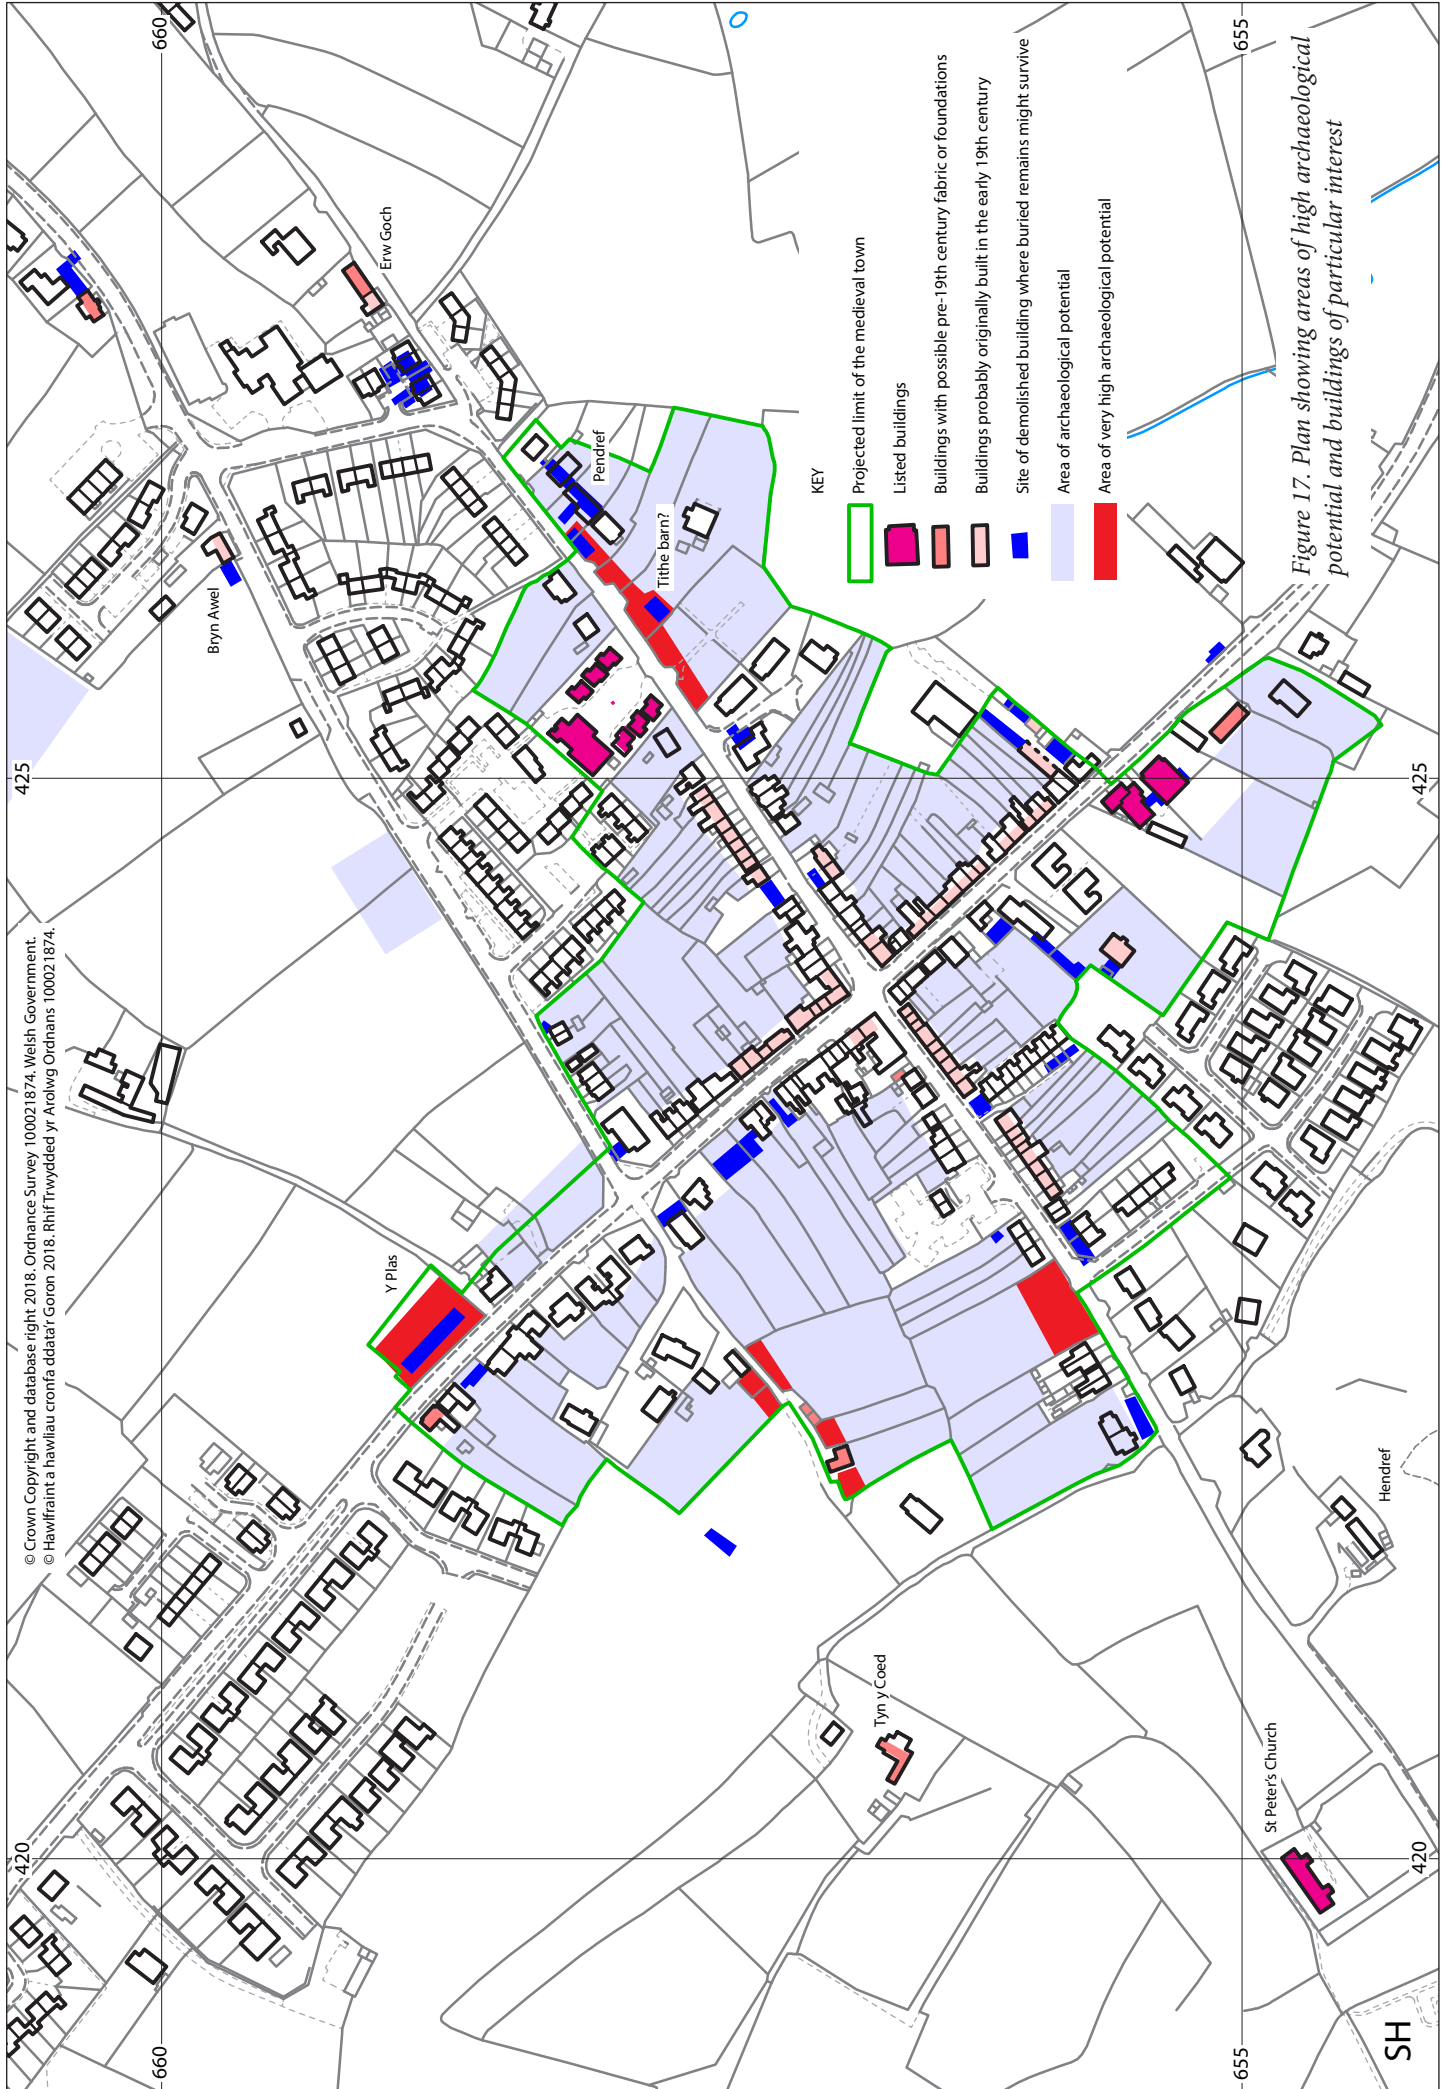 © Crown Copyright and database right 2018. Ordnance Survey 100021874. Welsh Government.
© Hawlfraint a hawliau cronfa ddata'r Goron 2018. Rhif Trwydded yr Arolwg Ordnans 100021874.
420
425
660
660
Y Plas
Bryn Awel
Erw Goch
Pendref
Tithe barn?
Tyn y Coed
St Peter's Church
Hendref
KEY
Projected limit of the medieval town
Listed buildings
Buildings with possible pre-19th century fabric or foundations
Buildings probably originally built in the early 19th century
Site of demolished building where buried remains might survive
Area of archaeological potential
Area of very high archaeological potential
655
655
420
425
SH
Figure 17. Plan showing areas of high archaeological
potential and buildings of particular interest